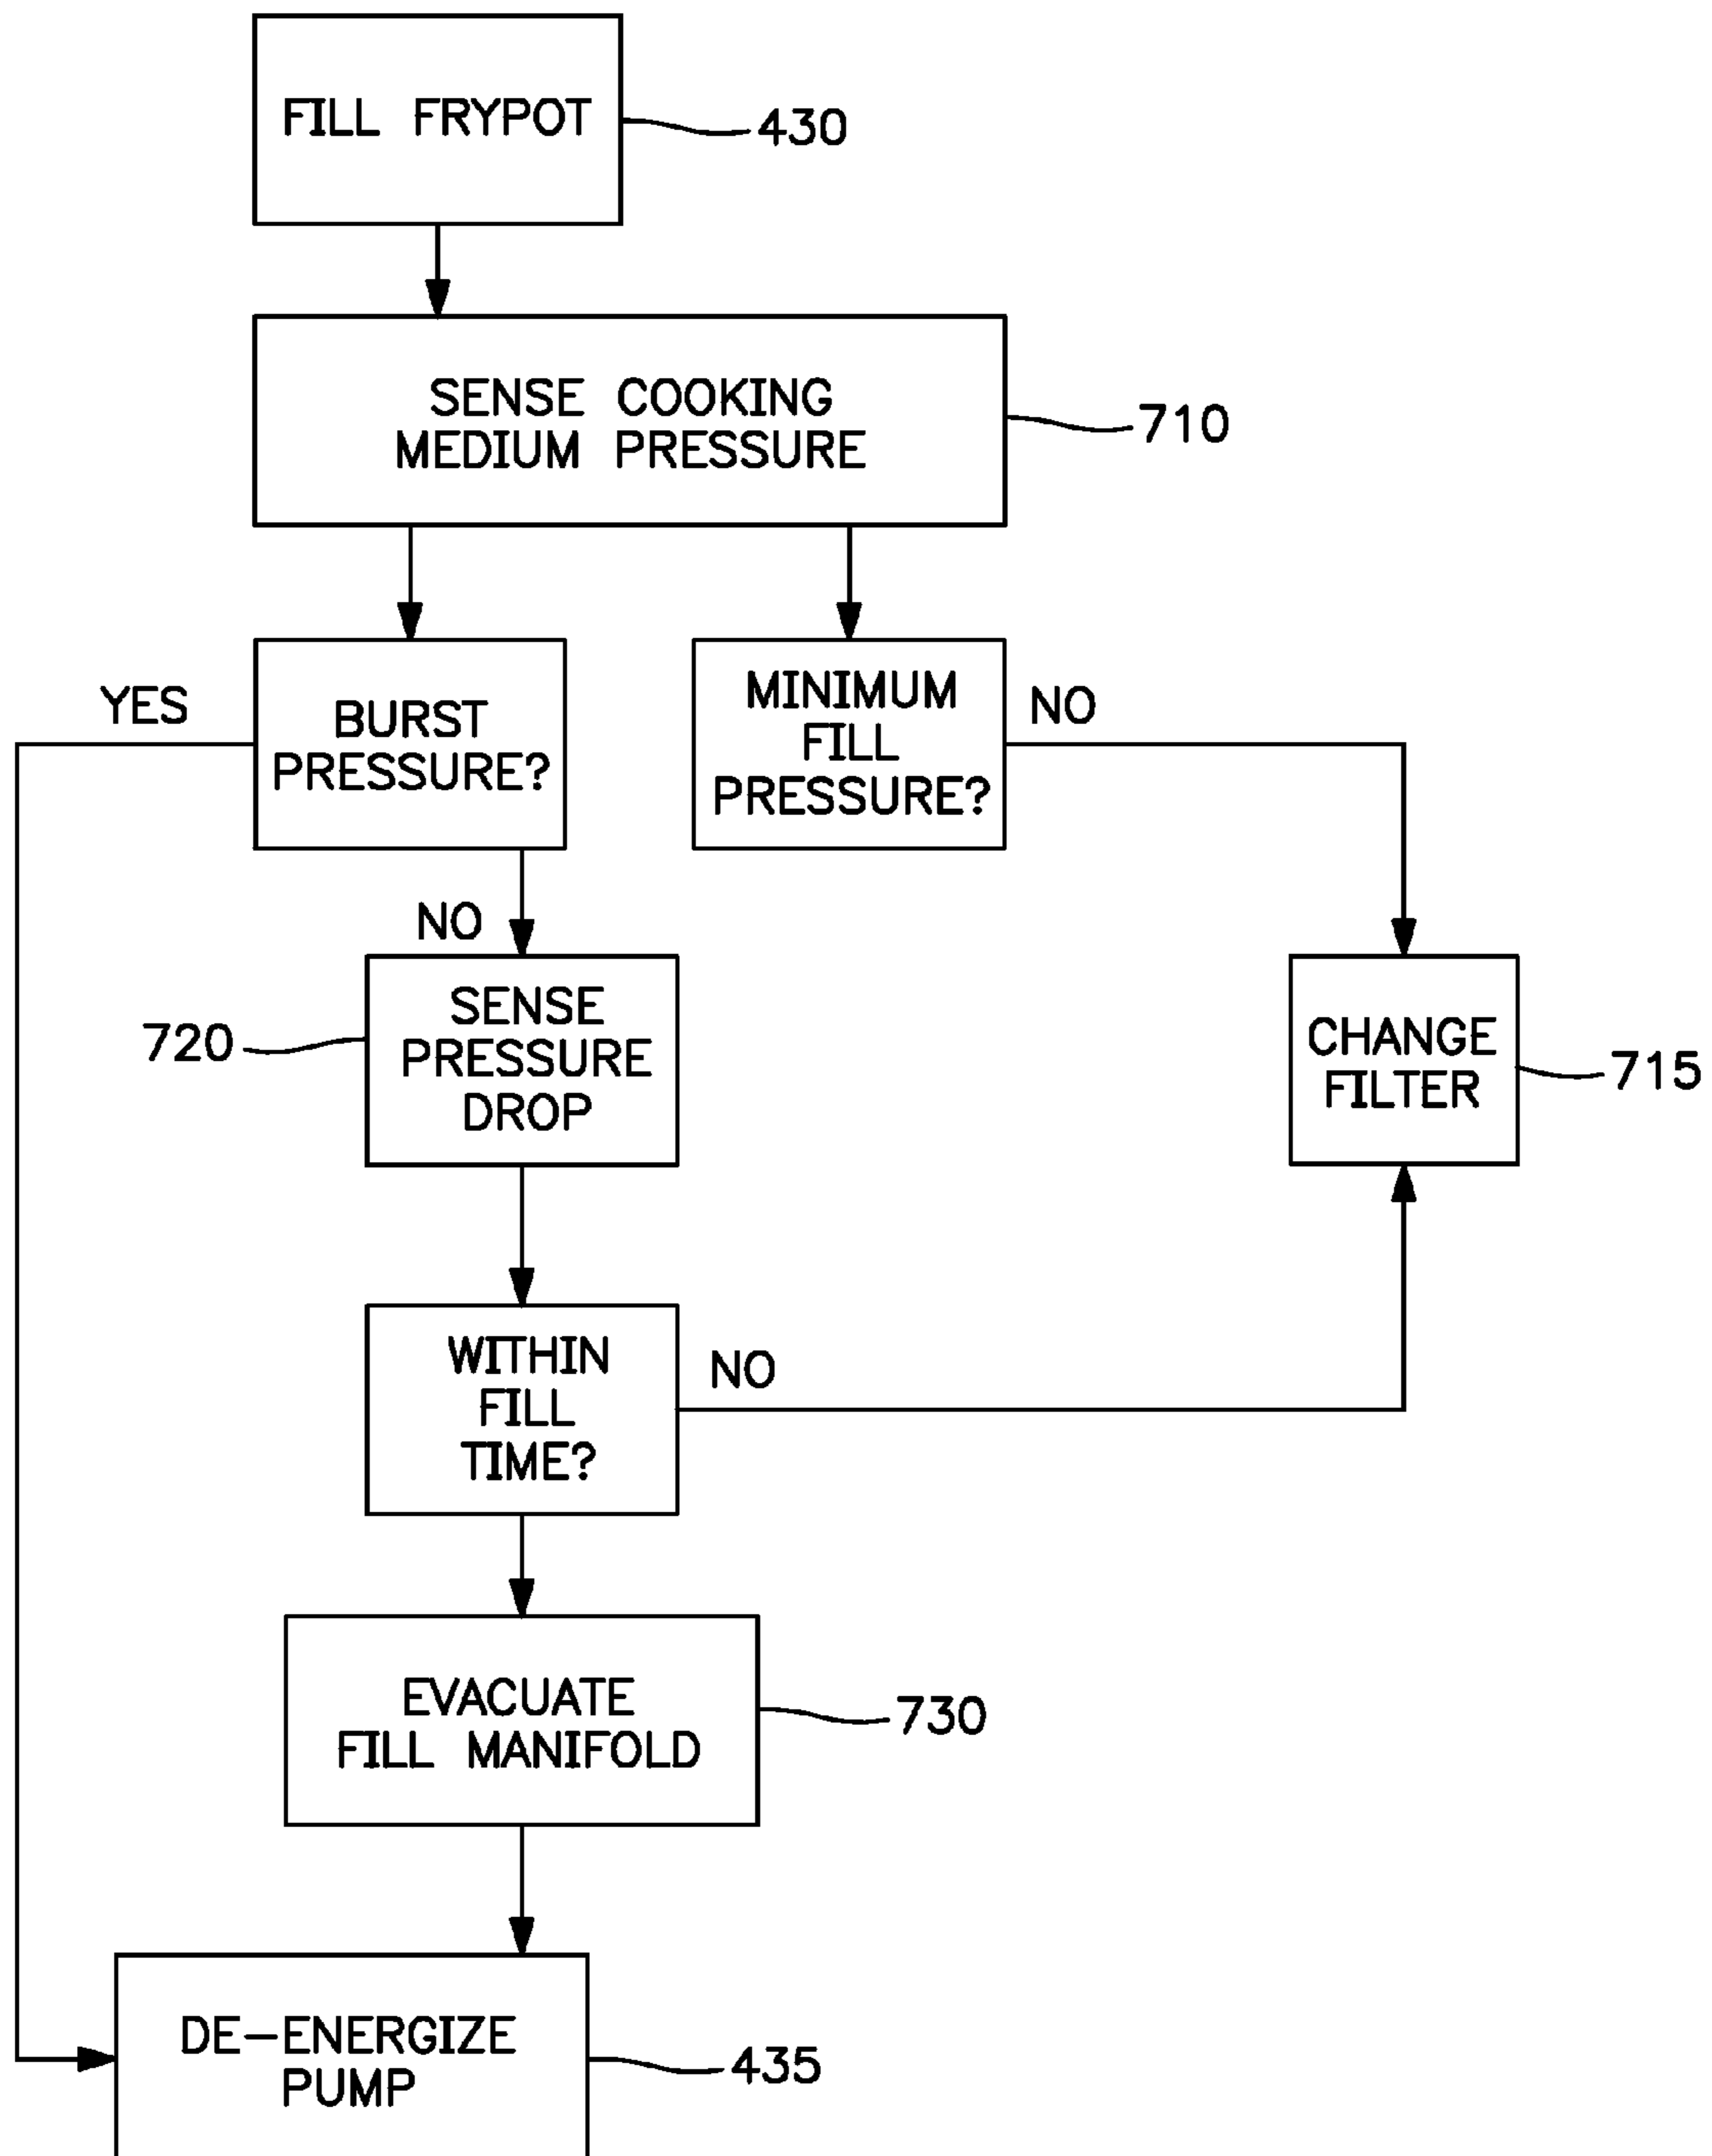 FILL FRYPOT
430
SENSE COOKING
MEDIUM PRESSURE
710
YES
BURST
PRESSURE?
MINIMUM
FILL
PRESSURE?
NO
NO
SENSE
PRESSURE
DROP
720
CHANGE
FILTER
715
WITHIN
FILL
TIME?
NO
EVACUATE
FILL MANIFOLD
730
DE-ENERGIZE
PUMP
435